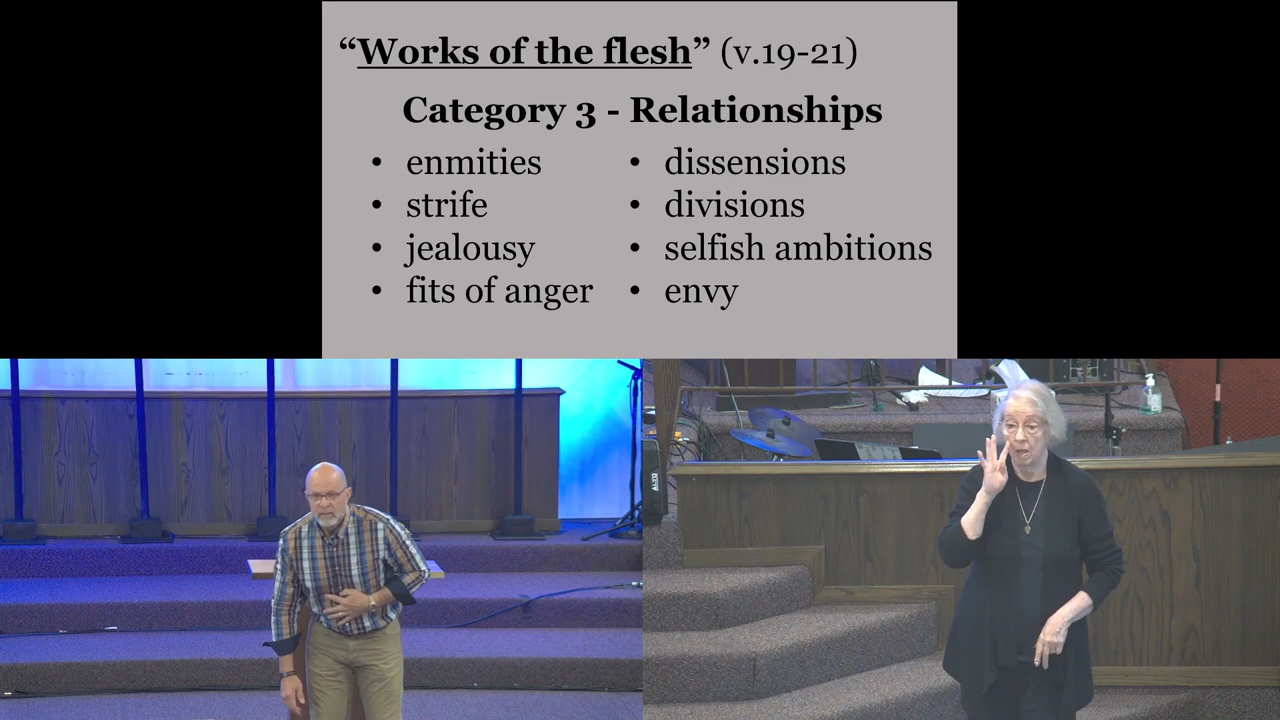 “Works of the flesh” (v.19-21)
Category 3 - Relationships
• enmities
• strife
• jealousy
• fits of anger
• dissensions
• divisions
• selfish ambitions
• envy
ALTO